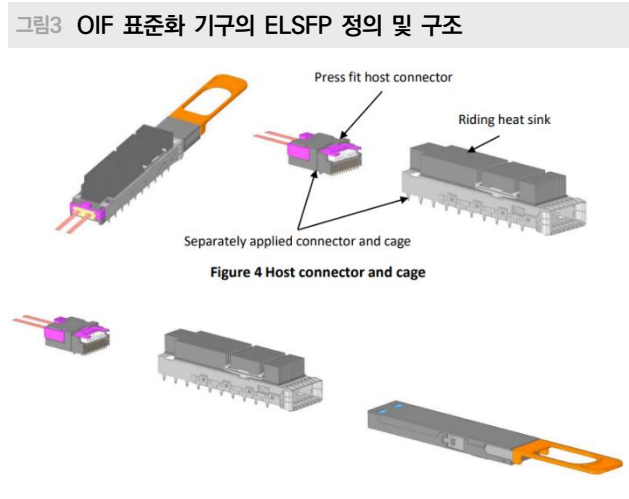 그림3 OIF 표준화 기구의 ELSFP 정의 및 구조
Press fit host connector
Riding heat sink
Separately applied connector and cage
Figure 4 Host connector and cage